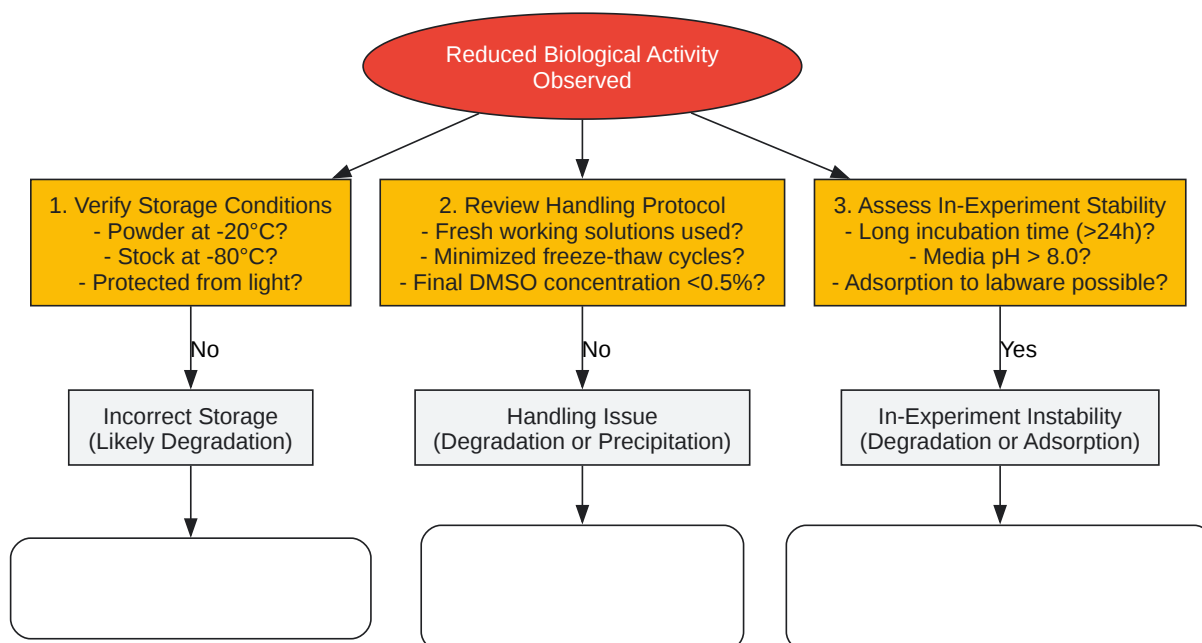 Reduced Biological Activity
Observed
1. Verify Storage Conditions
- Powder at -20°C?
- Stock at -80°C?
- Protected from light?
2. Review Handling Protocol
- Fresh working solutions used?
- Minimized freeze-thaw cycles?
- Final DMSO concentration <0.5%?
3. Assess In-Experiment Stability
- Long incubation time (>24h)?
- Media pH > 8.0?
- Adsorption to labware possible?
No
No
Yes
Incorrect Storage
(Likely Degradation)
Handling Issue
(Degradation or Precipitation)
In-Experiment Instability
(Degradation or Adsorption)